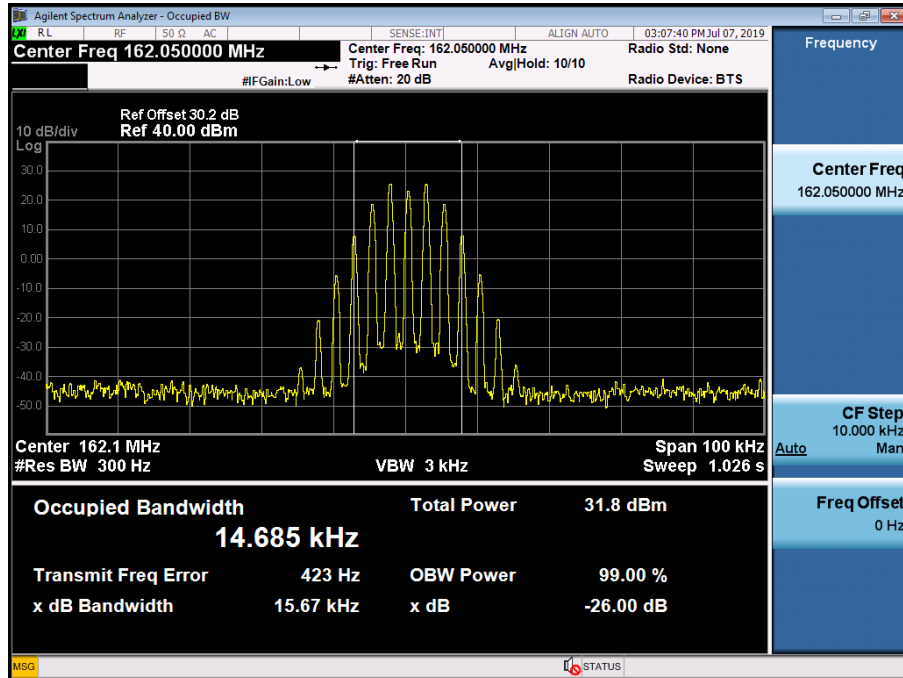 Agilent Spectrum Analyzer - Occupied BW
LXI RL RF 50 Ω AC SENSE:INT ALIGN AUTO 03:07:40 PM Jul 07, 2019
Center Freq 162.050000 MHz
Center Freq: 162.050000 MHz
Radio Std: None
Trig: Free Run Avg|Hold: 10/10
#IFGain:Low
#Atten: 20 dB
Radio Device: BTS
Frequency
Ref Offset 30.2 dB
10 dB/div Ref 40.00 dBm
Log
30.0
20.0
10.0
0.00
-10.0
-20.0
-30.0
-40.0
-50.0
Center Freq
162.050000 MHz
Center 162.1 MHz Span 100 kHz
#Res BW 300 Hz VBW 3 kHz Sweep 1.026 s
CF Step
10.000 kHz
Auto Man
Occupied Bandwidth Total Power 31.8 dBm
14.685 kHz
Transmit Freq Error 423 Hz OBW Power 99.00 %
x dB Bandwidth 15.67 kHz x dB -26.00 dB
Freq Offset
0 Hz
MSG STATUS